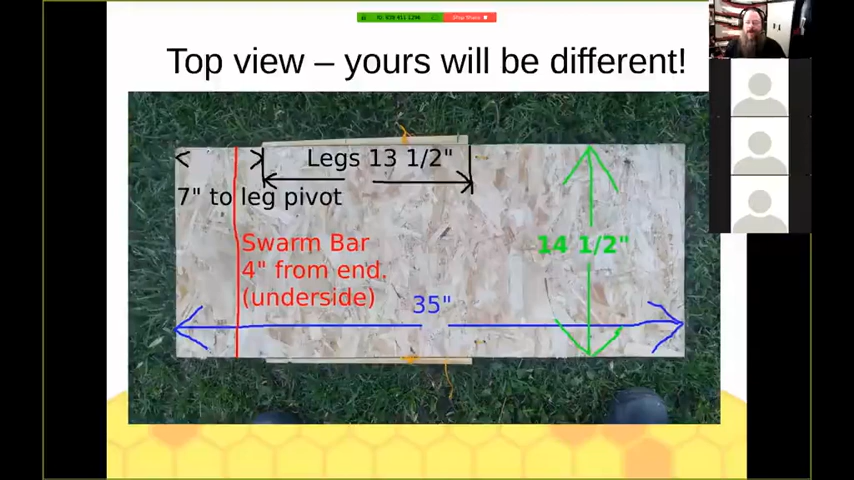 Top view – yours will be different!
Legs 13 1/2"
7" to leg pivot
Swarm Bar
4" from end.
(underside)
14 1/2"
35"